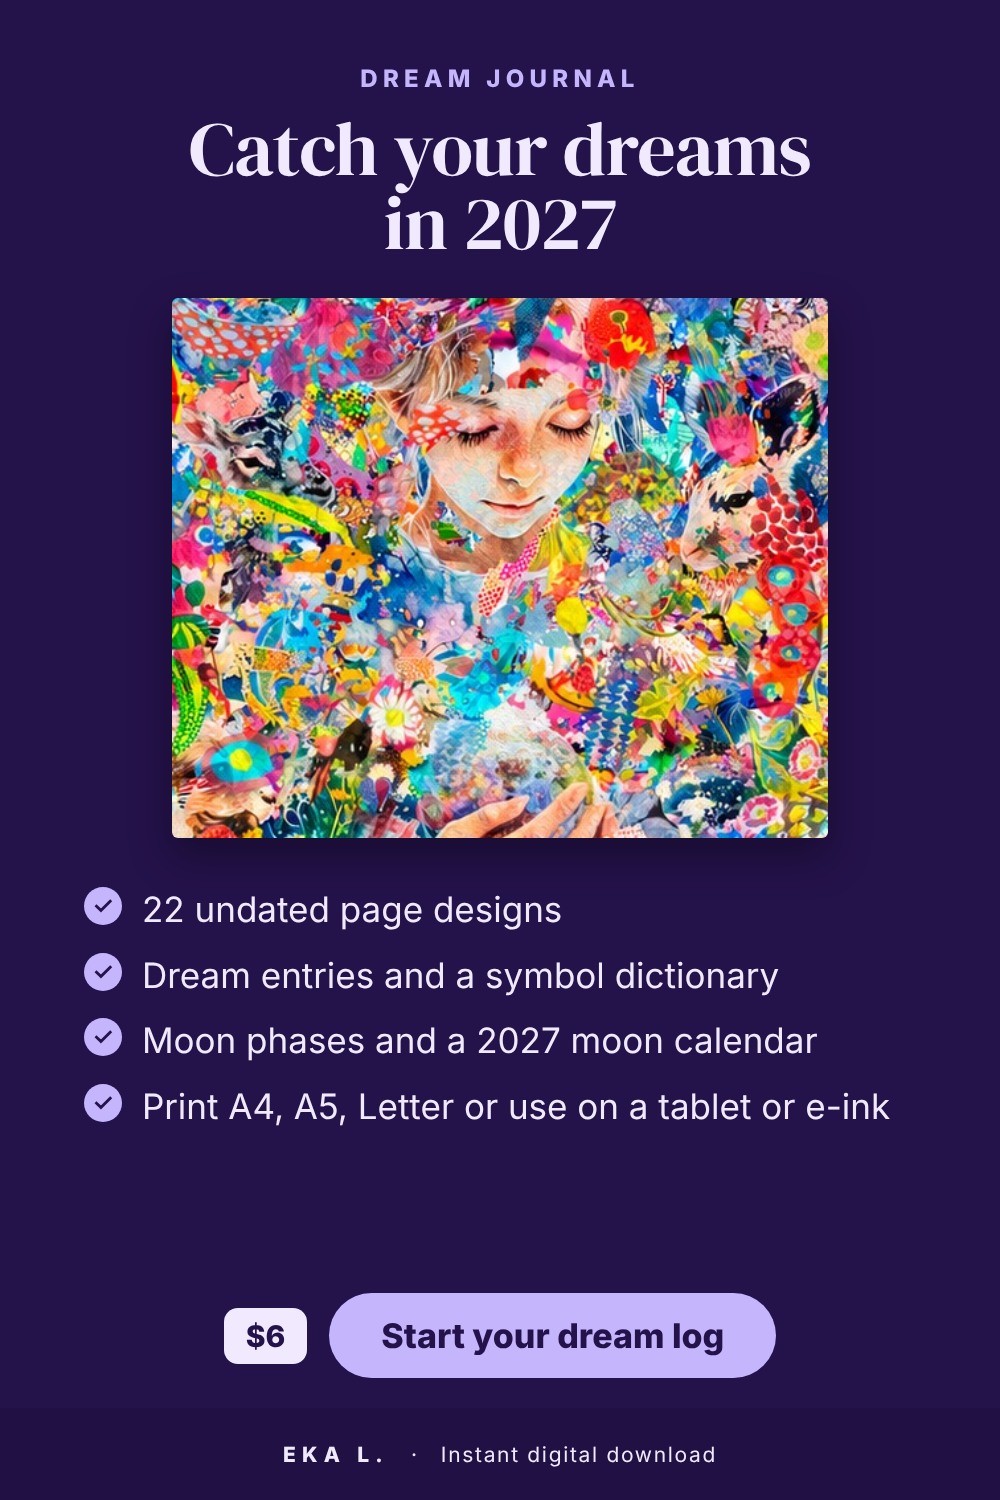 DREAM JOURNAL
Catch your dreams
in 2027
22 undated page designs
Dream entries and a symbol dictionary
Moon phases and a 2027 moon calendar
Print A4, A5, Letter or use on a tablet or e-ink
$6 Start your dream log
EKA L. · Instant digital download